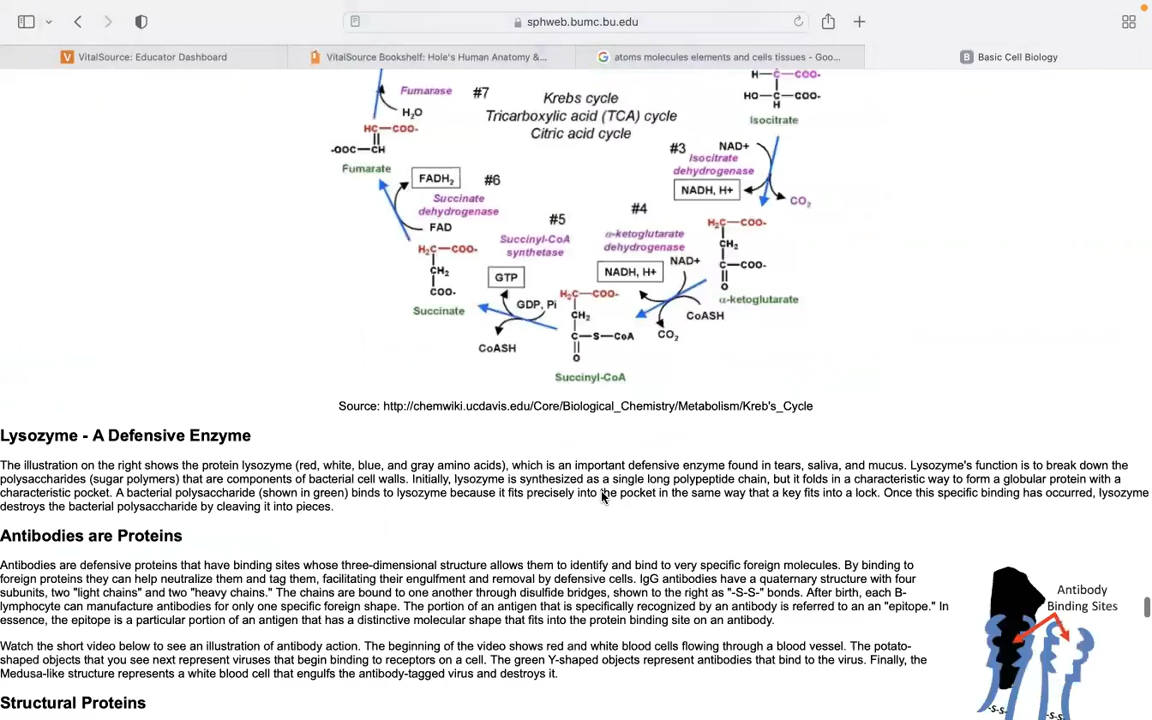 sphweb.bumc.bu.edu
VitalSource: Educator Dashboard
VitalSource Bookshelf: Hole's Human Anatomy &...
atoms molecules elements and cells tissues - Goo...
Basic Cell Biology
Fumarase #7
H₂O
Krebs cycle
Tricarboxylic acid (TCA) cycle
Citric acid cycle
H—C—COO-
HO—C—COO-
H
Isocitrate
HC—COO-
-OOC—CH
Fumarate
#3 NAD+
Isocitrate
dehydrogenase
NADH, H+
CO₂
FADH₂
#6
Succinate
dehydrogenase
FAD
#5
Succinyl-CoA
synthetase
#4
α-ketoglutarate
dehydrogenase
NAD+
NADH, H+
H₂C—COO-
CH₂
C—COO-
O
α-ketoglutarate
H₂C—COO-
CH₂
COO-
Succinate
GTP
GDP, Pi
CoASH
H₂C—COO-
CH₂
C—S—CoA
O
Succinyl-CoA
CoASH
CO₂
Source: http://chemwiki.ucdavis.edu/Core/Biological_Chemistry/Metabolism/Kreb's_Cycle
Lysozyme - A Defensive Enzyme
The illustration on the right shows the protein lysozyme (red, white, blue, and gray amino acids), which is an important defensive enzyme found in tears, saliva, and mucus. Lysozyme's function is to break down the
polysaccharides (sugar polymers) that are components of bacterial cell walls. Initially, lysozyme is synthesized as a single long polypeptide chain, but it folds in a characteristic way to form a globular protein with a
characteristic pocket. A bacterial polysaccharide (shown in green) binds to lysozyme because it fits precisely into the pocket in the same way that a key fits into a lock. Once this specific binding has occurred, lysozyme
destroys the bacterial polysaccharide by cleaving it into pieces.
Antibodies are Proteins
Antibodies are defensive proteins that have binding sites whose three-dimensional structure allows them to identify and bind to very specific foreign molecules. By binding to
foreign proteins they can help neutralize them and tag them, facilitating their engulfment and removal by defensive cells. IgG antibodies have a quaternary structure with four
subunits, two "light chains" and two "heavy chains." The chains are bound to one another through disulfide bridges, shown to the right as "-S-S-" bonds. After birth, each B-
lymphocyte can manufacture antibodies for only one specific foreign shape. The portion of an antigen that is specifically recognized by an antibody is referred to an an "epitope." In
essence, the epitope is a particular portion of an antigen that has a distinctive molecular shape that fits into the protein binding site on an antibody.
Antibody
Binding Sites
-S-S-
-S-S-
Watch the short video below to see an illustration of antibody action. The beginning of the video shows red and white blood cells flowing through a blood vessel. The potato-
shaped objects that you see next represent viruses that begin binding to receptors on a cell. The green Y-shaped objects represent antibodies that bind to the virus. Finally, the
Medusa-like structure represents a white blood cell that engulfs the antibody-tagged virus and destroys it.
Structural Proteins